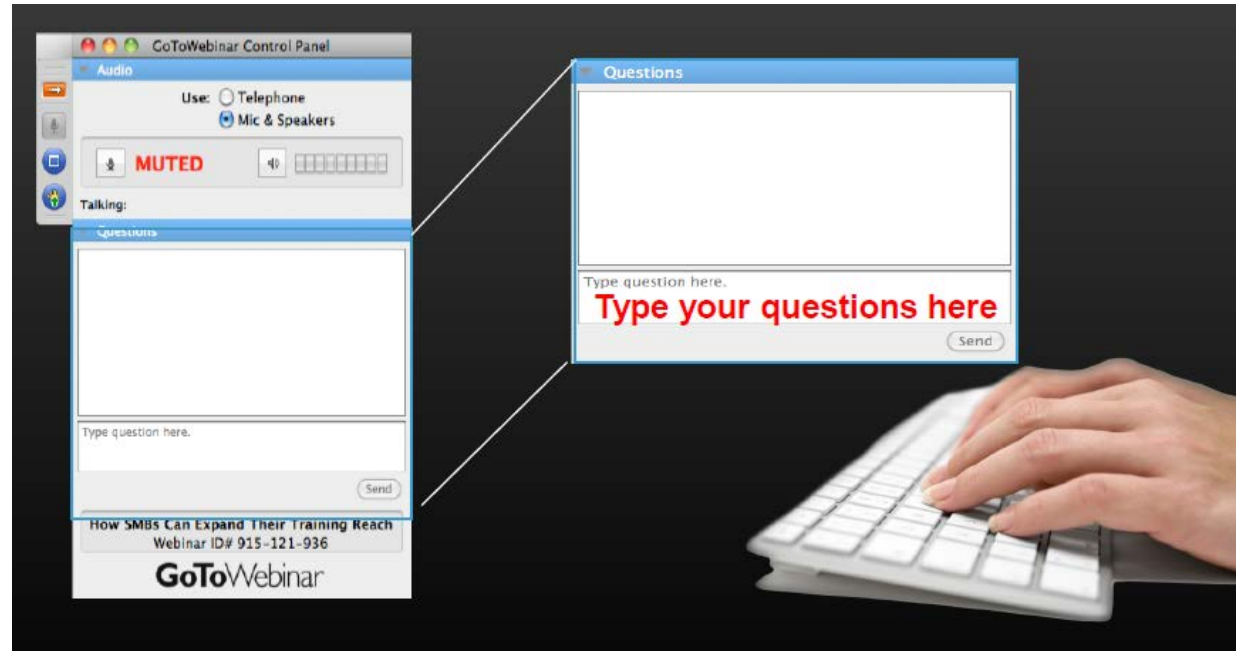 GoToWebinar Control Panel
Audio
Use: Telephone
Mic & Speakers
MUTED
Talking:
Questions
Type question here.
Send
How SMBs Can Expand Their Training Reach
Webinar ID# 915-121-936
GoToWebinar
Questions
Type question here.
Type your questions here
Send